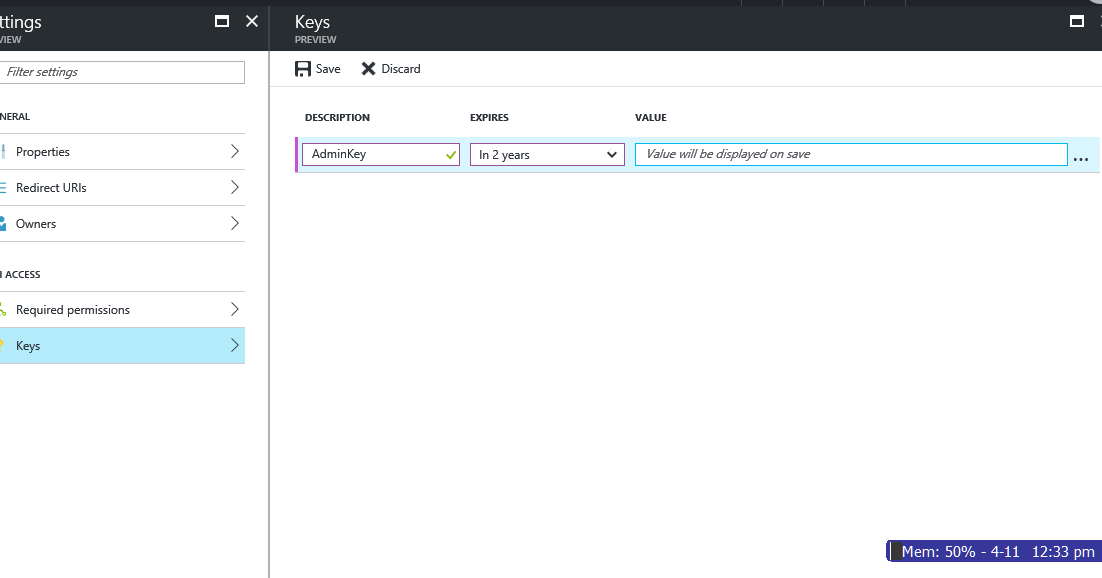 ttings
VIEW
Filter settings
NERAL
Properties
Redirect URIs
Owners
I ACCESS
Required permissions
Keys
Keys
PREVIEW
Save Discard
DESCRIPTION EXPIRES VALUE
AdminKey In 2 years Value will be displayed on save ...
Mem: 50% - 4-11 12:33 pm